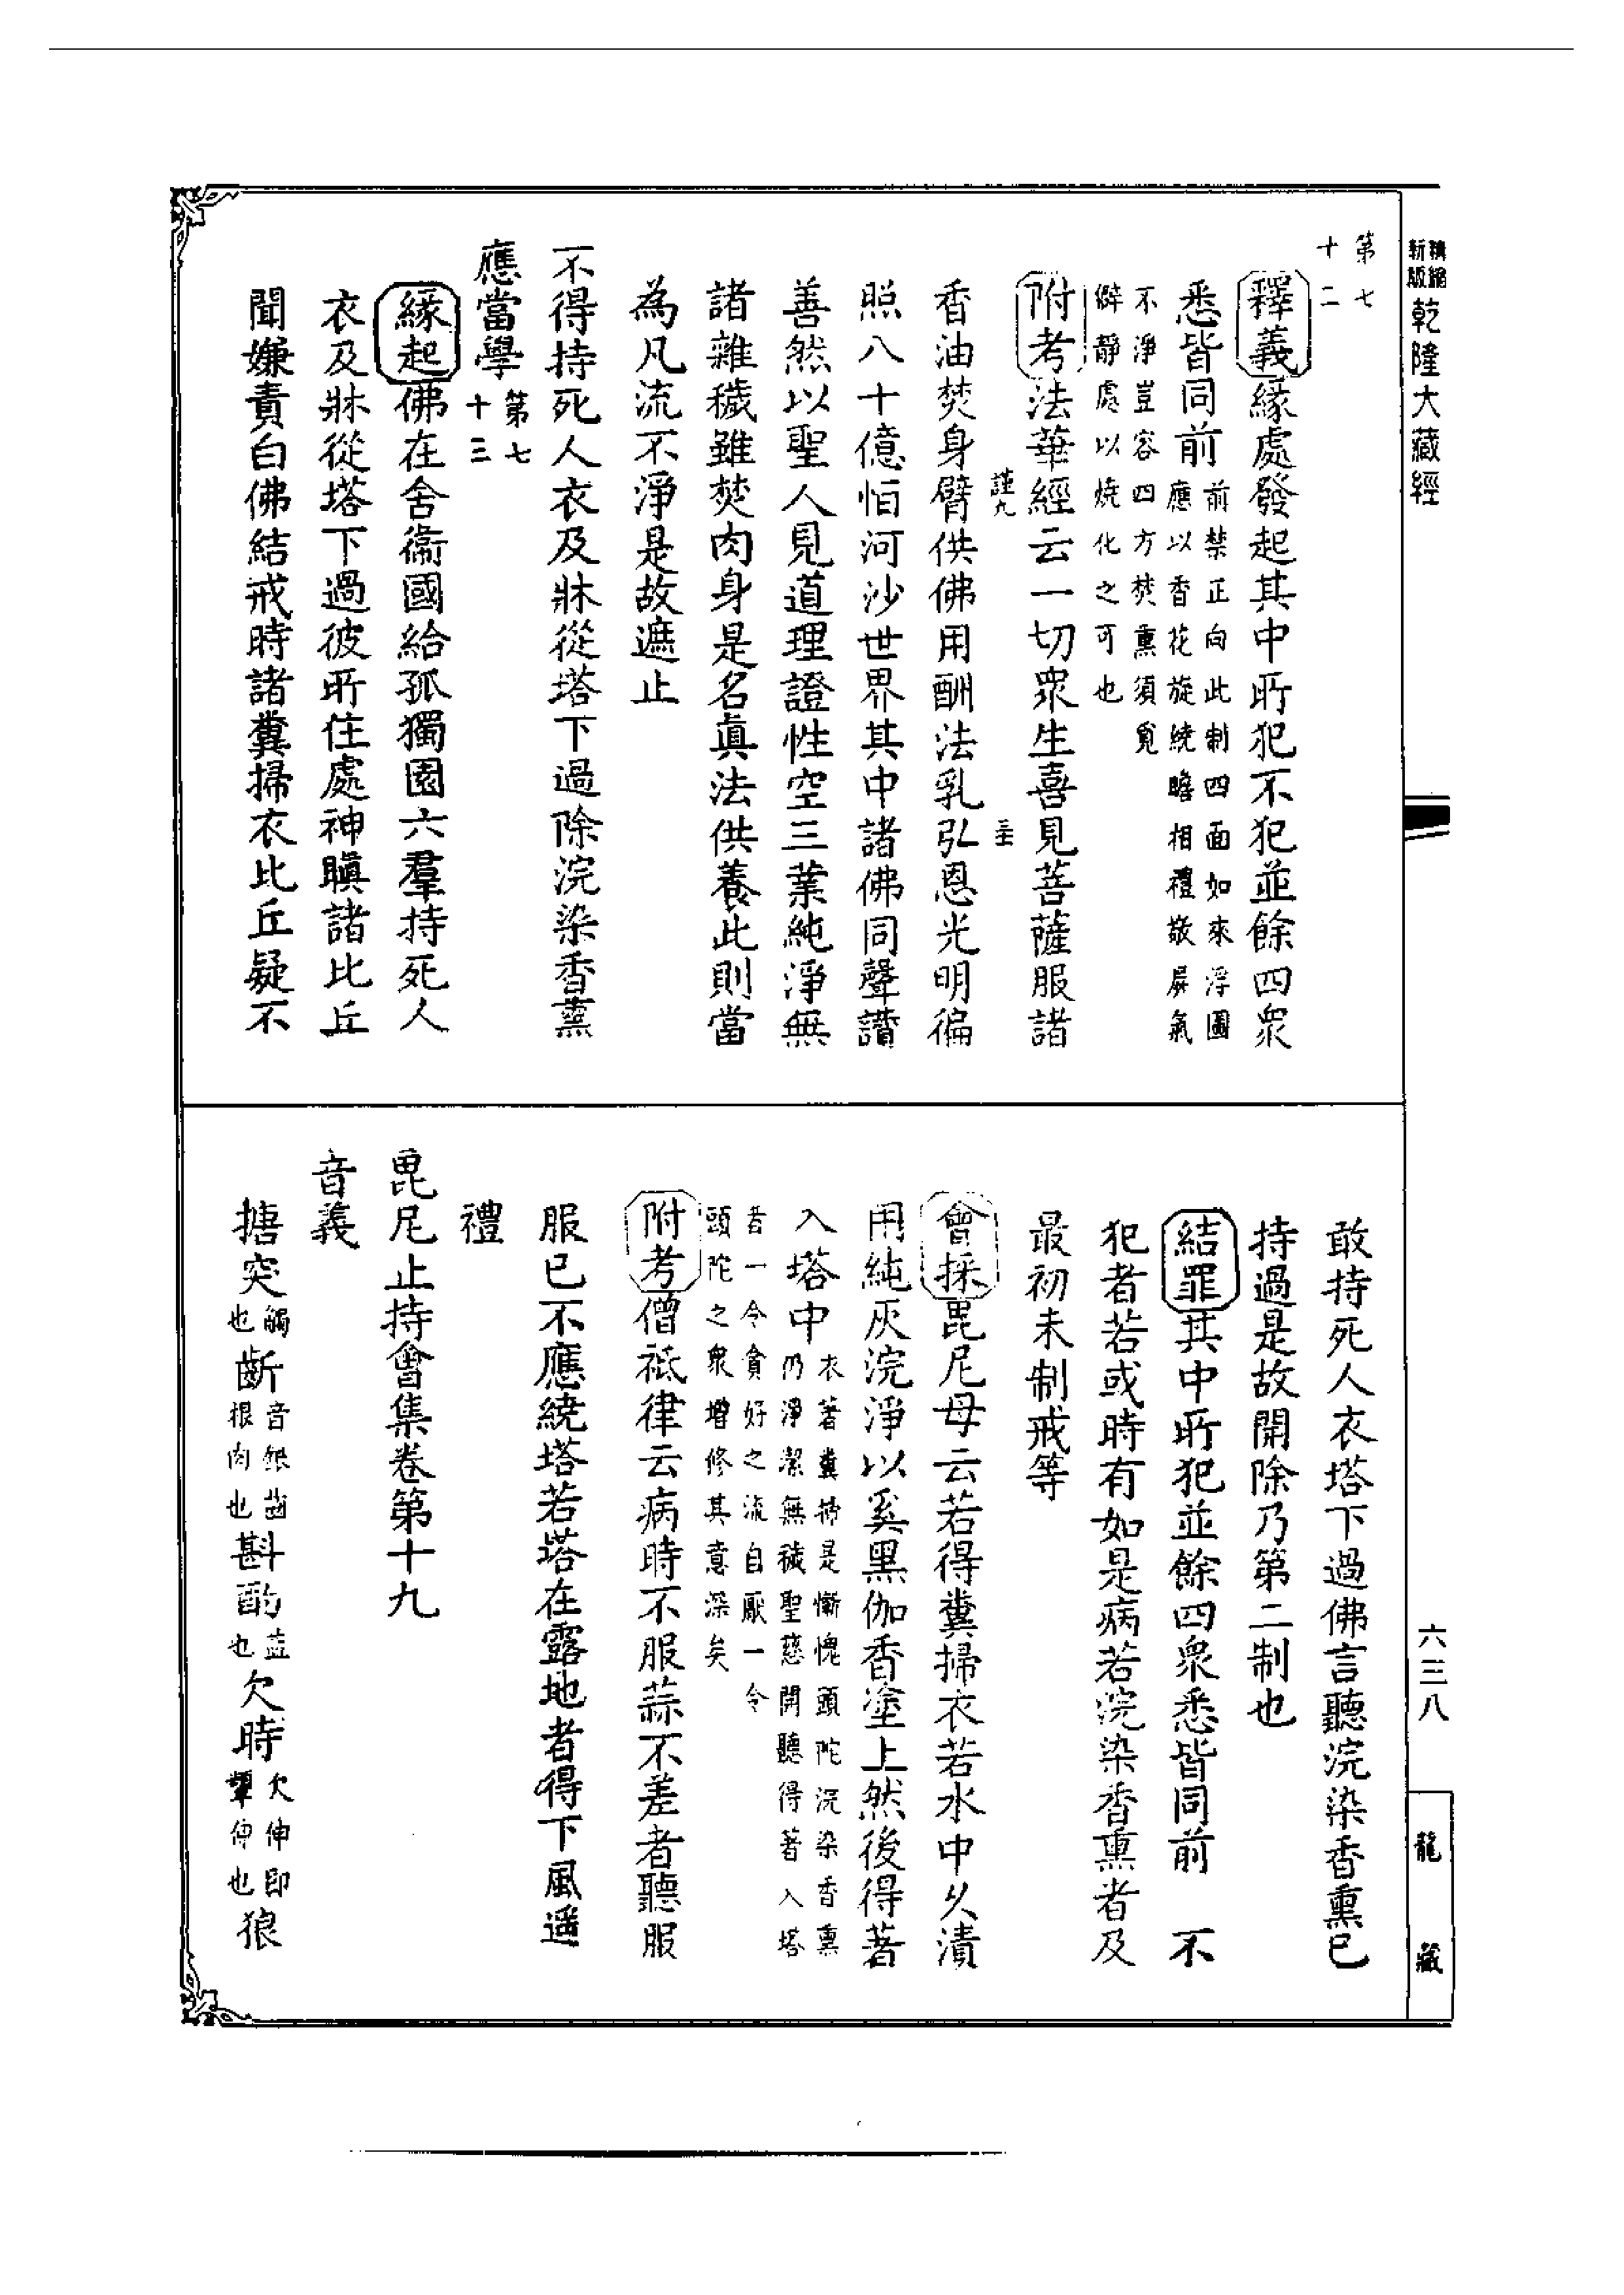 精縮新版乾隆大藏經
第七十二
釋義緣處發起其中所犯不犯並餘四衆
悉皆同前前禁正向此制四面如來浮圖應以香花旋繞瞻相禮敬屏氣
不淨豈容四方焚熏須覓僻靜處以燒化之可也
附考法華經云一切眾生喜見菩薩服諸
謹九
主
香油焚身臂供佛用酬法乳弘恩光明徧
照八十億恒河沙世界其中諸佛同聲讚
善然以聖人見道理證性空三業純淨無
諸雜穢雖焚肉身是名真法供養此則當
為凡流不淨是故遮止
不得持死人衣及牀從塔下過除浣染香薰
應當學第七十三
緣起佛在舍衞國給孤獨園六羣持死人
衣及牀從塔下過彼所住處神瞋諸比丘
聞嫌責白佛結戒時諸糞掃衣比丘疑不
敢持死人衣塔下過佛言聽浣染香熏已
持過是故開除乃第二制也
結罪其中所犯並餘四衆悉皆同前 不
犯者若或時有如是病若浣染香熏者及
最初未制戒等
會採毘尼母云若得糞掃衣若水中久漬
用純灰浣淨以奚黑伽香塗上然後得著
入塔中衣著糞掃是慚愧頭陀浣染香熏仍淨潔無穢聖慈開聽得著入塔
者一令貪好之流自厭一令頭陀之衆增修其意深矣
附考僧祇律云病時不服蒜不差者聽服
服已不應繞塔若塔在露地者得下風遥
禮
毘尼止持會集卷第十九
音義
搪突觸也齗音銀齒根肉也斟酌益也欠時欠伸印顰伸也狼
六三八
龍藏